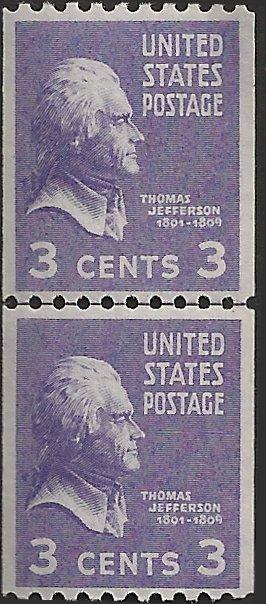 UNITED
STATES
POSTAGE
THOMAS
JEFFERSON
1801-1809
3 CENTS 3
UNITED
STATES
POSTAGE
THOMAS
JEFFERSON
1801-1809
3 CENTS 3